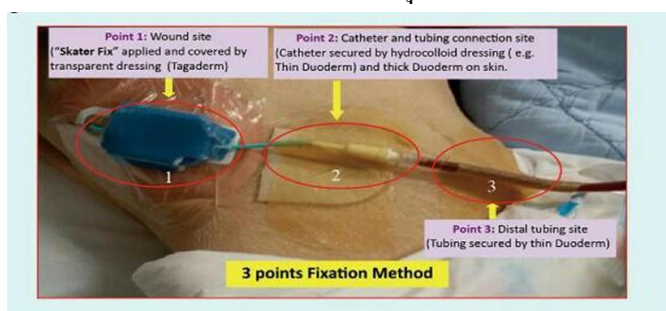 Point 1: Wound site
("Skater Fix" applied and covered by
transparent dressing (Tagaderm)
Point 2: Catheter and tubing connection site
(Catheter secured by hydrocolloid dressing ( e.g.
Thin Duoderm) and thick Duoderm on skin.
1
2
3
Point 3: Distal tubing site
(Tubing secured by thin Duoderm)
3 points Fixation Method